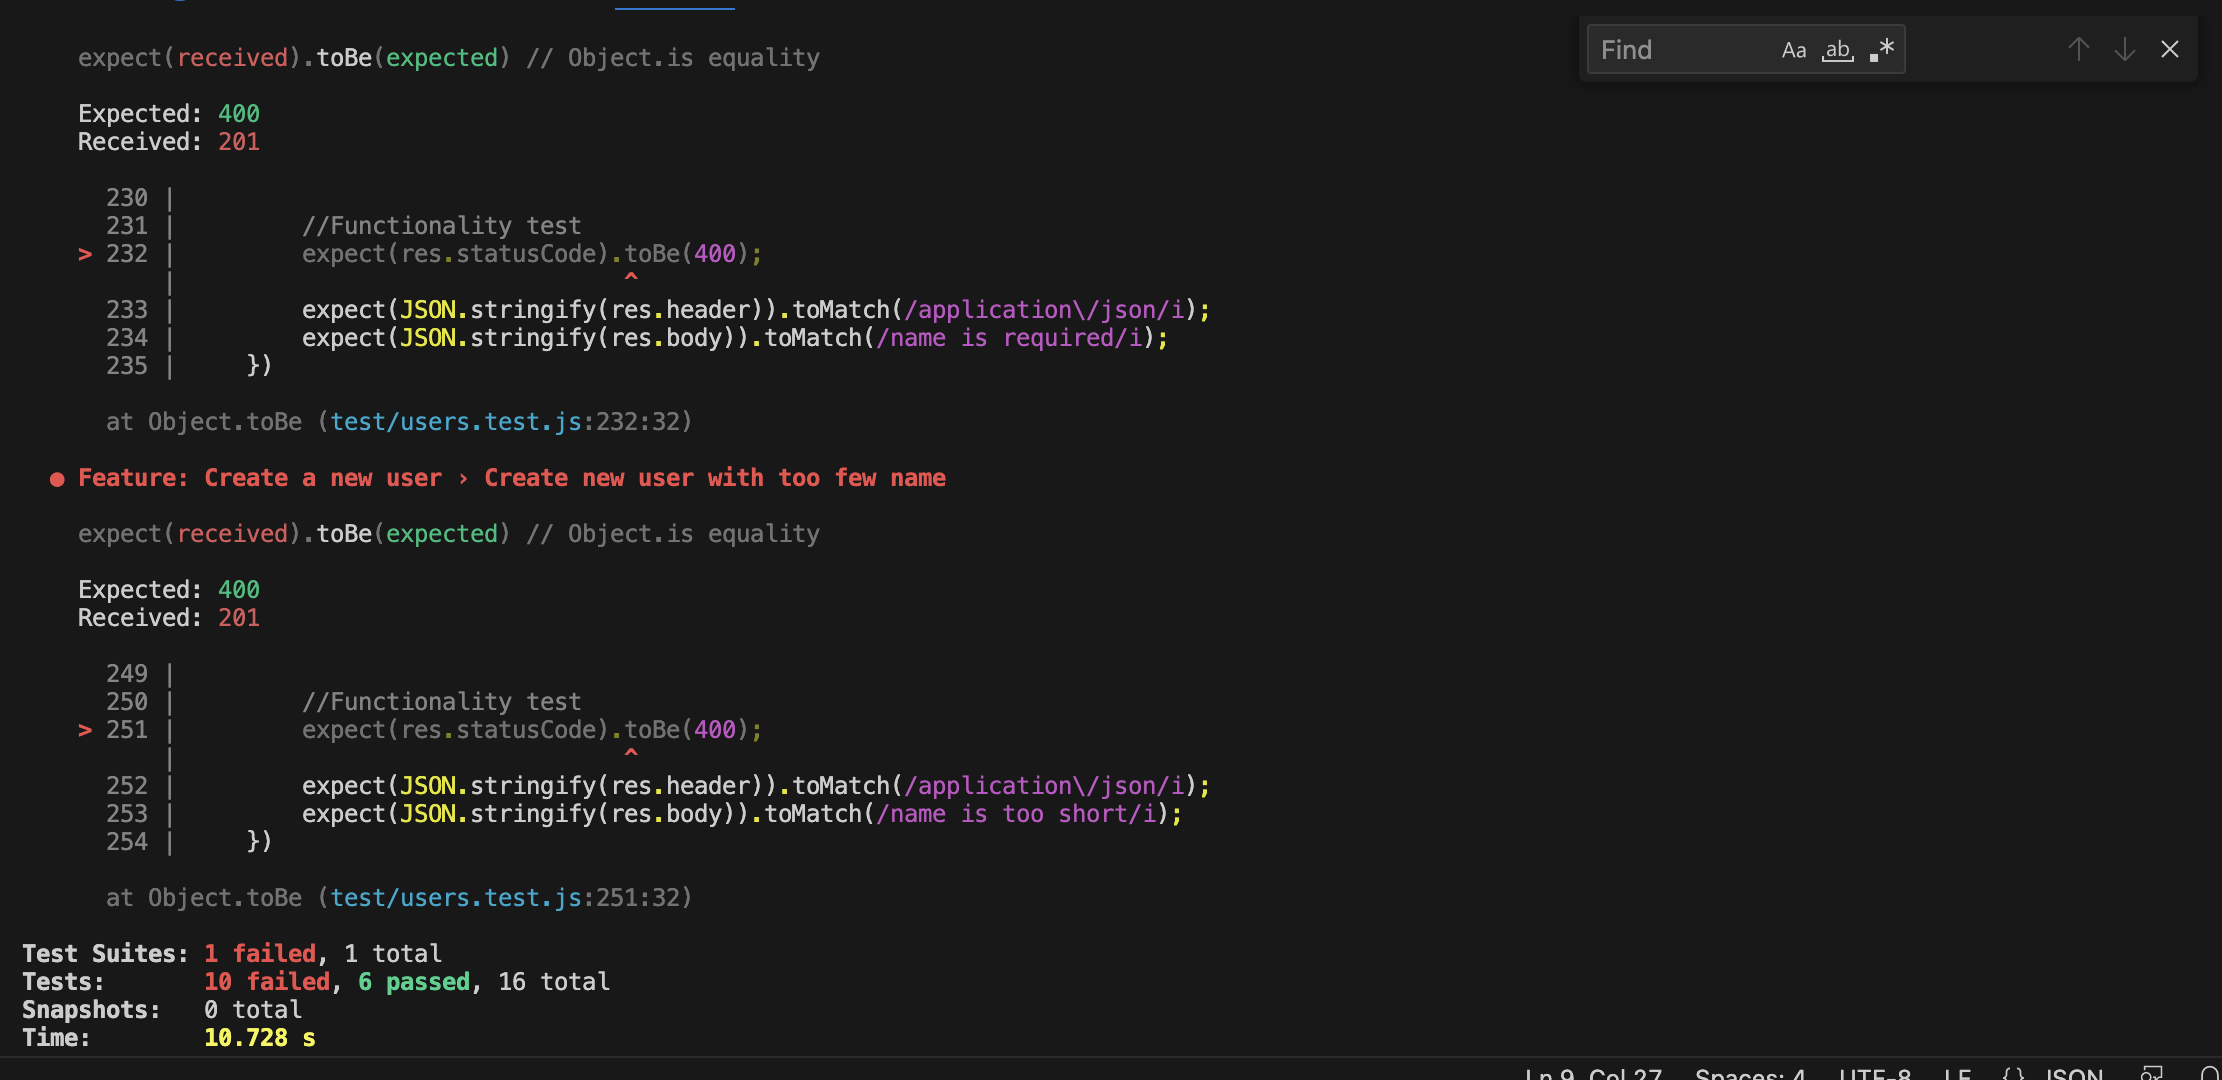 Find Aa ab .*
expect(received).toBe(expected) // Object.is equality
Expected: 400
Received: 201
230 |
231 | //Functionality test
> 232 | expect(res.statusCode).toBe(400);
| ^
233 | expect(JSON.stringify(res.header)).toMatch(/application\/json/i);
234 | expect(JSON.stringify(res.body)).toMatch(/name is required/i);
235 | })
at Object.toBe (test/users.test.js:232:32)
● Feature: Create a new user › Create new user with too few name
expect(received).toBe(expected) // Object.is equality
Expected: 400
Received: 201
249 |
250 | //Functionality test
> 251 | expect(res.statusCode).toBe(400);
| ^
252 | expect(JSON.stringify(res.header)).toMatch(/application\/json/i);
253 | expect(JSON.stringify(res.body)).toMatch(/name is too short/i);
254 | })
at Object.toBe (test/users.test.js:251:32)
Test Suites: 1 failed, 1 total
Tests: 10 failed, 6 passed, 16 total
Snapshots: 0 total
Time: 10.728 s
Ln 9, Col 27 Spaces: 4 UTF-8 LF {} JSON